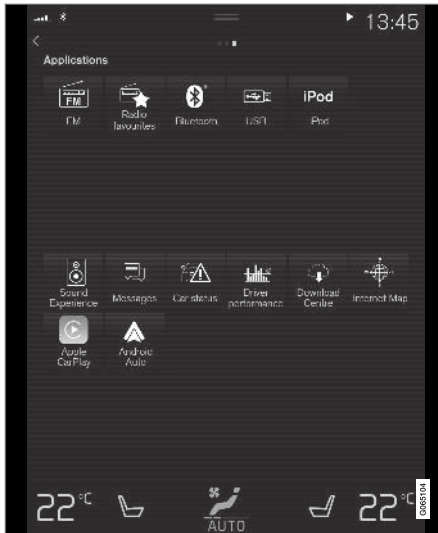 13:45
Applications
FM
iPod
FM
Radio
favourites
Bluetooth
USB
iPod
Sound
Experience
Messages
Car status
Driver
performance
Download
Centre
Internet Map
Apple
CarPlay
Android
Auto
22°C
AUTO
22°C
G065104